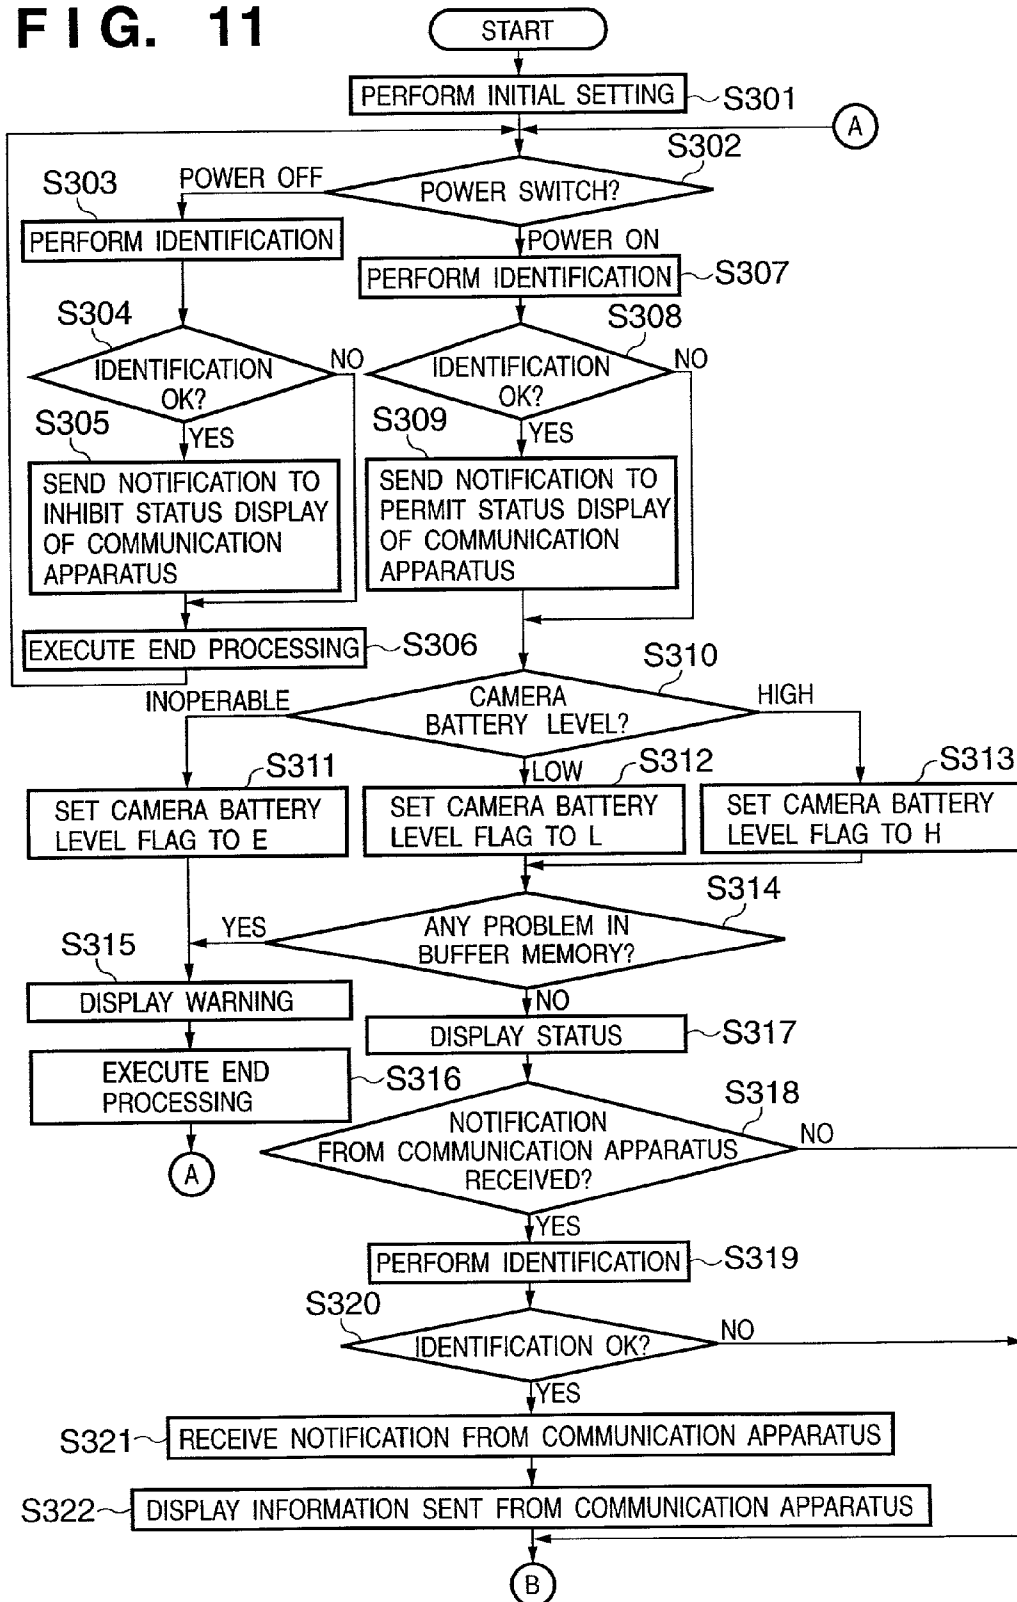 FIG. 11
START
PERFORM INITIAL SETTING
S301
A
S302
POWER SWITCH?
POWER OFF
S303
PERFORM IDENTIFICATION
POWER ON
PERFORM IDENTIFICATION
S307
S304
IDENTIFICATION
OK?
NO
YES
S308
IDENTIFICATION
OK?
NO
YES
S305
SEND NOTIFICATION TO
INHIBIT STATUS DISPLAY
OF COMMUNICATION
APPARATUS
S309
SEND NOTIFICATION TO
PERMIT STATUS DISPLAY
OF COMMUNICATION
APPARATUS
EXECUTE END PROCESSING
S306
S310
CAMERA
BATTERY LEVEL?
INOPERABLE
LOW
HIGH
S311
SET CAMERA BATTERY
LEVEL FLAG TO E
S312
SET CAMERA BATTERY
LEVEL FLAG TO L
S313
SET CAMERA BATTERY
LEVEL FLAG TO H
S314
ANY PROBLEM IN
BUFFER MEMORY?
YES
NO
S315
DISPLAY WARNING
DISPLAY STATUS
S317
EXECUTE END
PROCESSING
S316
A
S318
NOTIFICATION
FROM COMMUNICATION APPARATUS
RECEIVED?
NO
YES
PERFORM IDENTIFICATION
S319
S320
IDENTIFICATION OK?
NO
YES
S321
RECEIVE NOTIFICATION FROM COMMUNICATION APPARATUS
S322
DISPLAY INFORMATION SENT FROM COMMUNICATION APPARATUS
B